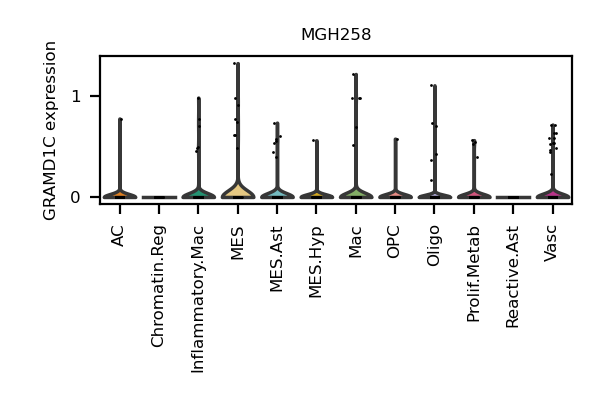 MGH258
GRAMD1C expression
1
0
AC
Chromatin.Reg
Inflammatory.Mac
MES
MES.Ast
MES.Hyp
Mac
OPC
Oligo
Prolif.Metab
Reactive.Ast
Vasc